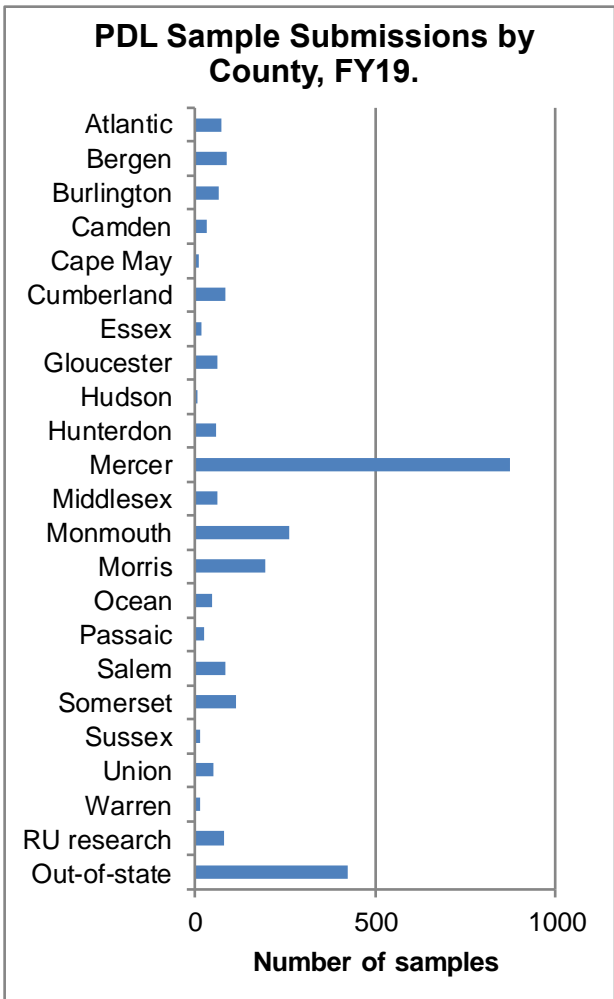 PDL Sample Submissions by
County, FY19.
Atlantic
Bergen
Burlington
Camden
Cape May
Cumberland
Essex
Gloucester
Hudson
Hunterdon
Mercer
Middlesex
Monmouth
Morris
Ocean
Passaic
Salem
Somerset
Sussex
Union
Warren
RU research
Out-of-state
0 500 1000
Number of samples